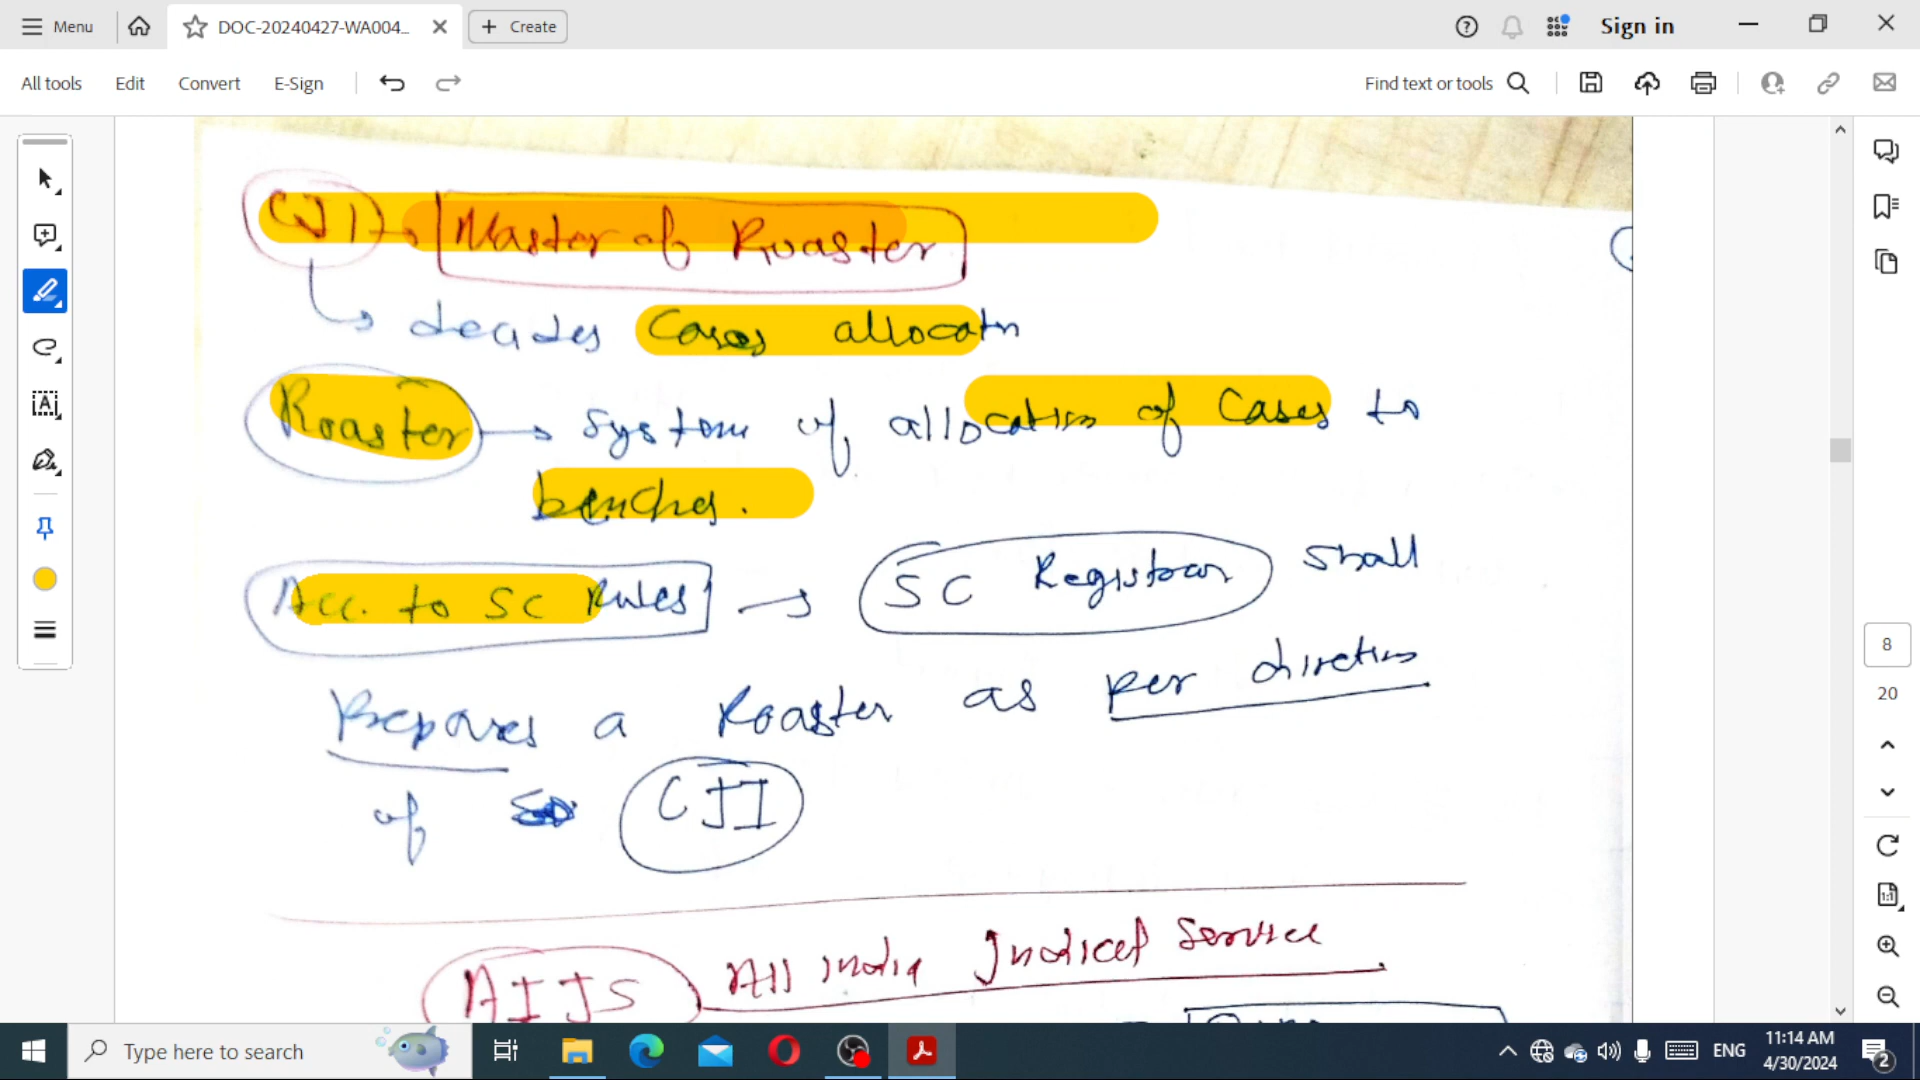 Menu
DOC-20240427-WA004...
Create
Sign in
All tools
Edit
Convert
E-Sign
Find text or tools
CJI → Master of Roaster
→ decides Cases allocatn
Roaster → System of allocation of Cases to
benches.
Acc. to SC Rules → SC Registrar shall
Prepares a Roaster as per direction
of CJI
AIJS All India Judicial Service
8
20
Type here to search
ENG
11:14 AM
4/30/2024
2